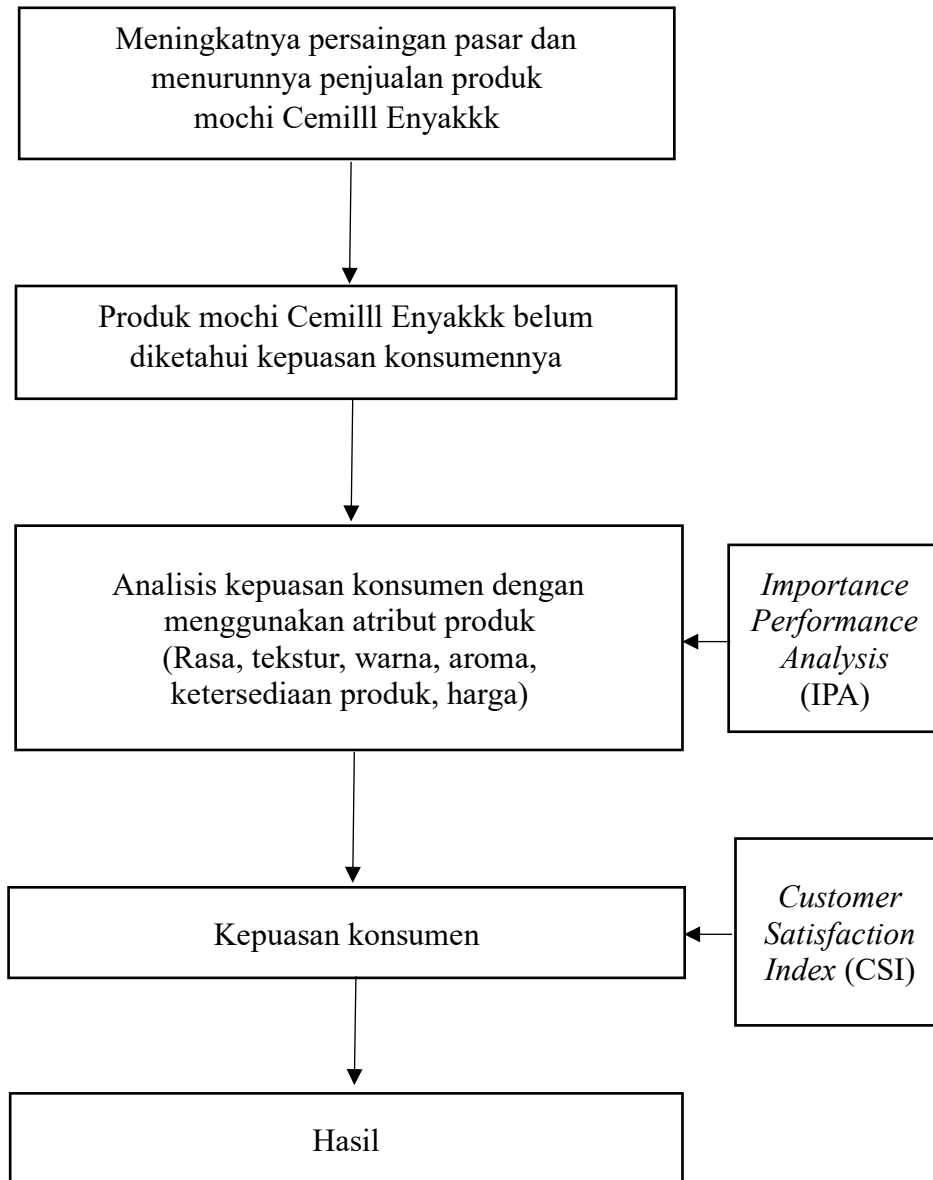 Meningkatnya persaingan pasar dan
menurunnya penjualan produk
mochi Cemilll Enyakkk
Produk mochi Cemilll Enyakkk belum
diketahui kepuasan konsumennya
Analisis kepuasan konsumen dengan
menggunakan atribut produk
(Rasa, tekstur, warna, aroma,
ketersediaan produk, harga)
Importance
Performance
Analysis
(IPA)
Kepuasan konsumen
Customer
Satisfaction
Index (CSI)
Hasil